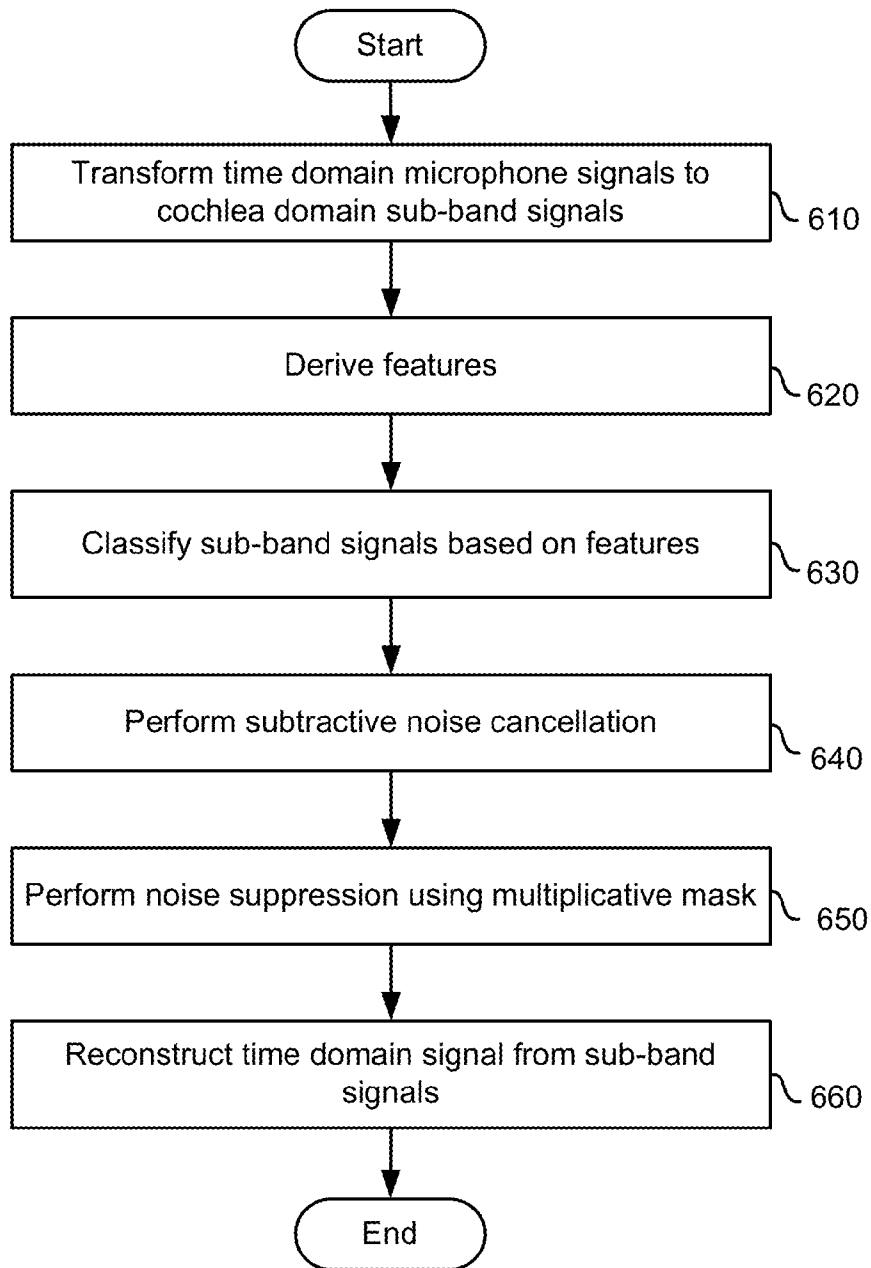 Start
Transform time domain microphone signals to
cochlea domain sub-band signals
610
Derive features
620
Classify sub-band signals based on features
630
Perform subtractive noise cancellation
640
Perform noise suppression using multiplicative mask
650
Reconstruct time domain signal from sub-band
signals
660
End